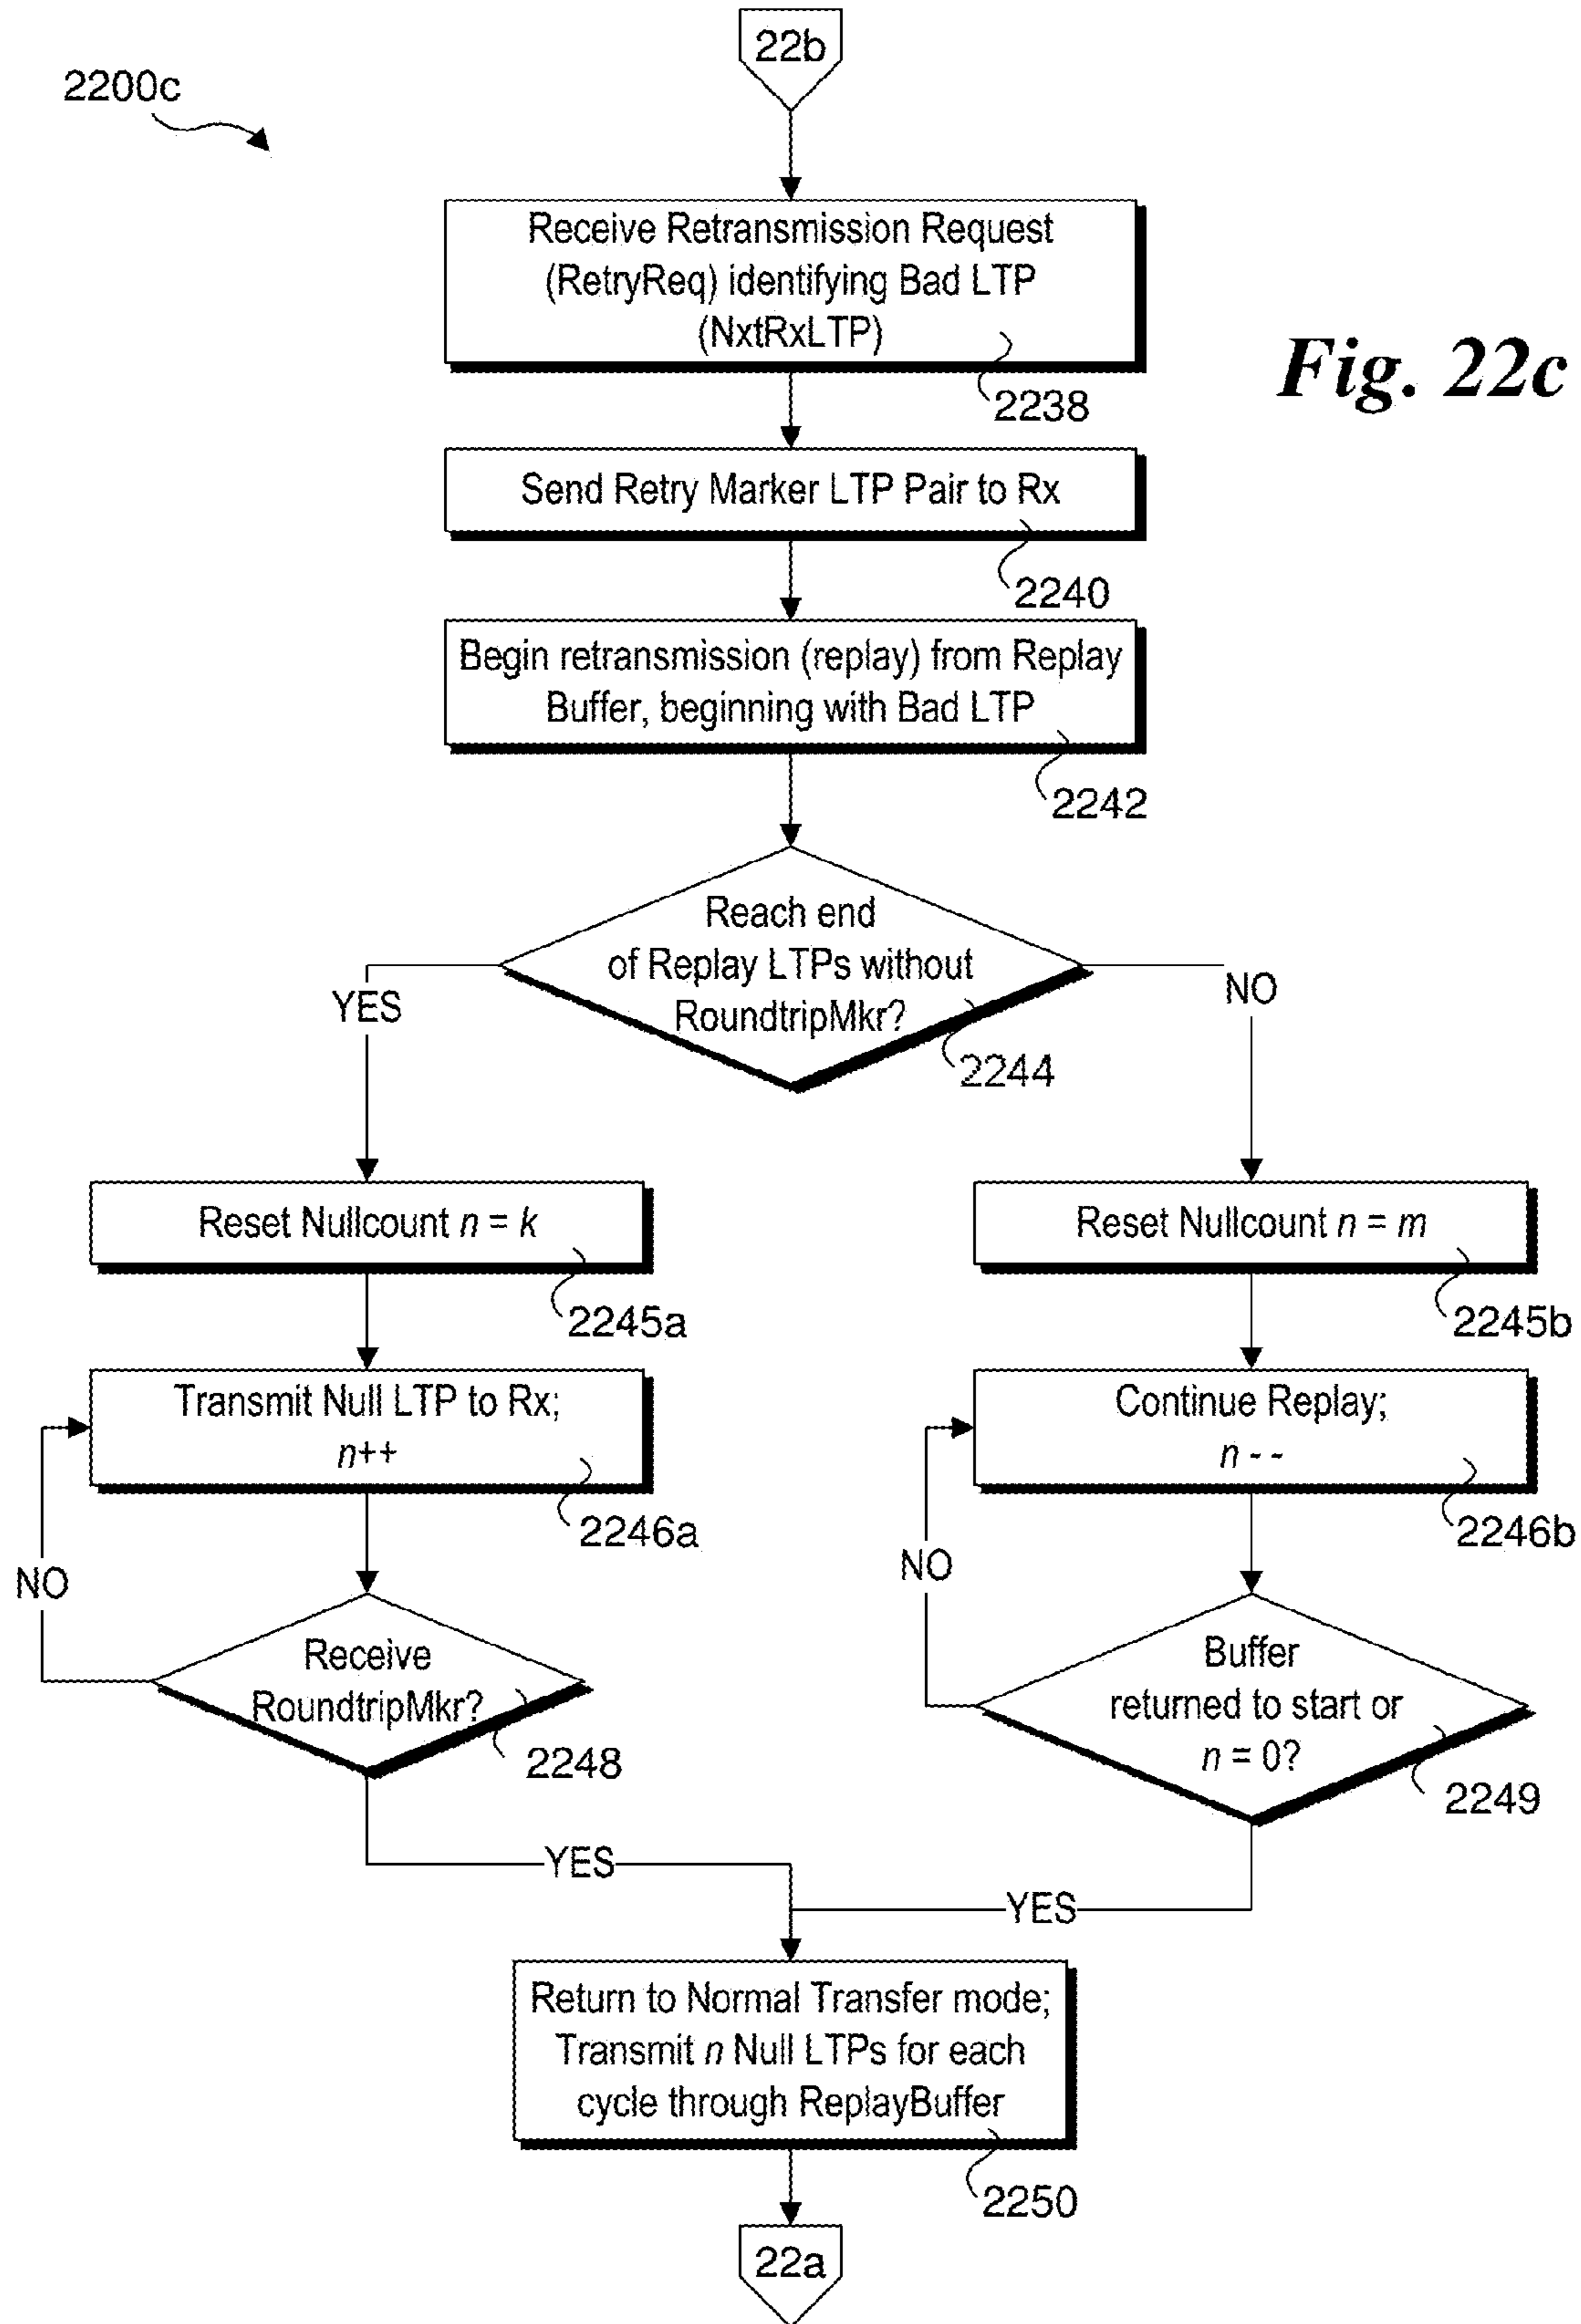 22b
2200c
Receive Retransmission Request
(RetryReq) identifying Bad LTP
(NxtRxLTP)
Fig. 22c
2238
Send Retry Marker LTP Pair to Rx
2240
Begin retransmission (replay) from Replay
Buffer, beginning with Bad LTP
2242
Reach end
of Replay LTPs without
RoundtripMkr?
YES
NO
2244
Reset Nullcount n = k
Reset Nullcount n = m
2245a
2245b
Transmit Null LTP to Rx;
n++
Continue Replay;
n - -
2246a
2246b
NO
NO
Receive
RoundtripMkr?
2248
Buffer
returned to start or
n = 0?
2249
YES
YES
Return to Normal Transfer mode;
Transmit n Null LTPs for each
cycle through ReplayBuffer
2250
22a